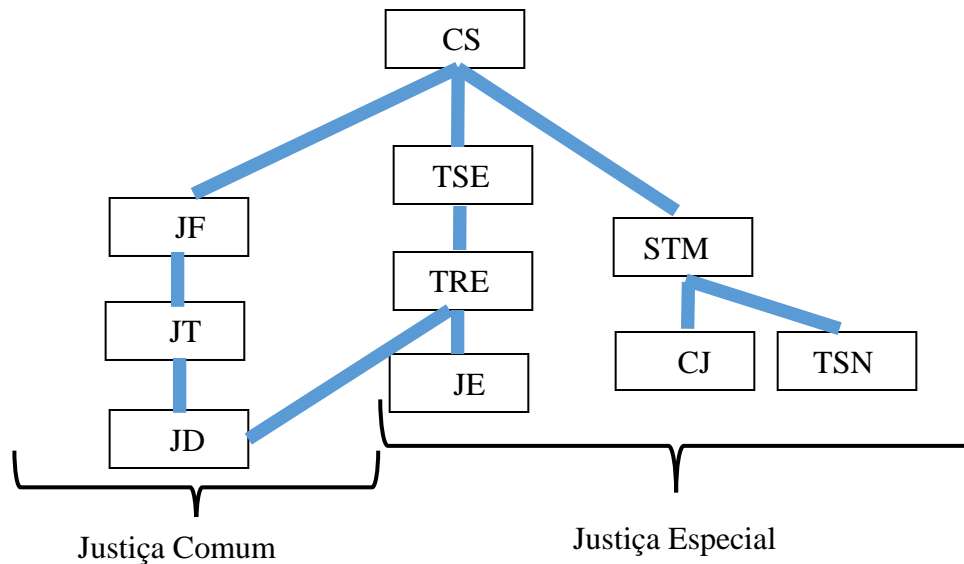 CS
TSE
JF
STM
TRE
JT
CJ
TSN
JE
JD
Justiça Comum
Justiça Especial